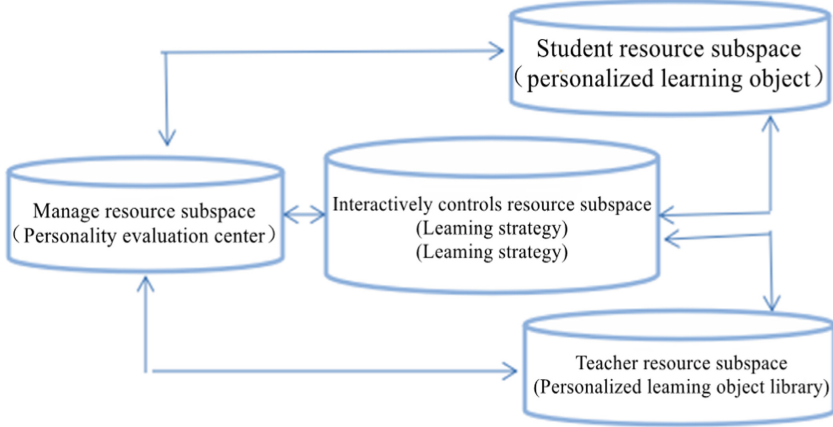 Student resource subspace
（personalized learning object）
Manage resource subspace
（Personality evaluation center）
Interactively controls resource subspace
(Leaming strategy)
(Leaming strategy)
Teacher resource subspace
(Personalized leaming object library)